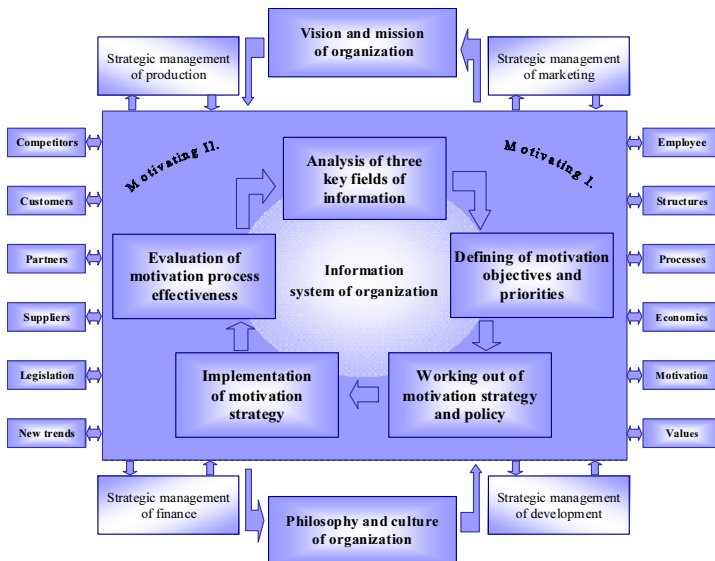 Vision and mission
of organization
Strategic management
of production
Strategic management
of marketing
Competitors
Customers
Partners
Suppliers
Legislation
New trends
Motivating II.
Motivating I.
Analysis of three
key fields of
information
Evaluation of
motivation process
effectiveness
Information
system of organization
Defining of motivation
objectives and
priorities
Implementation
of motivation
strategy
Working out of
motivation strategy
and policy
Employee
Structures
Processes
Economics
Motivation
Values
Strategic management
of finance
Philosophy and culture
of organization
Strategic management
of development